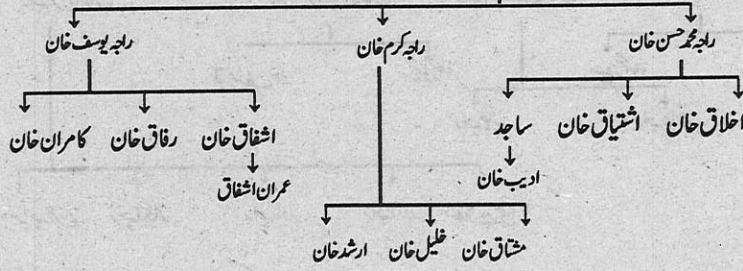 راجہ محمد حسن خان راجہ کرم خان راجہ یوسف خان
اخلاق خان اشتیاق خان ساجد اشفاق خان رفاق خان کامران خان
ادیب خان عمران اشفاق
مشتاق خان خلیل خان ارشد خان